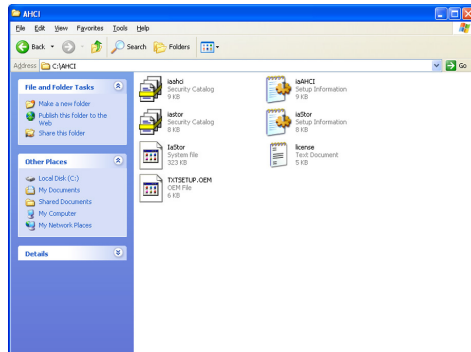 AHCI
File Edit View Favorites Tools Help
Back Search Folders
Address C:\AHCI Go
File and Folder Tasks
Make a new folder
Publish this folder to the
Web
Share this folder
Other Places
Local Disk (C:)
My Documents
Shared Documents
My Computer
My Network Places
Details
iaahci
Security Catalog
9 KB
iaAHCI
Setup Information
9 KB
iastor
Security Catalog
8 KB
iaStor
Setup Information
8 KB
IaStor
System file
323 KB
license
Text Document
5 KB
TXTSETUP.OEM
OEM File
6 KB